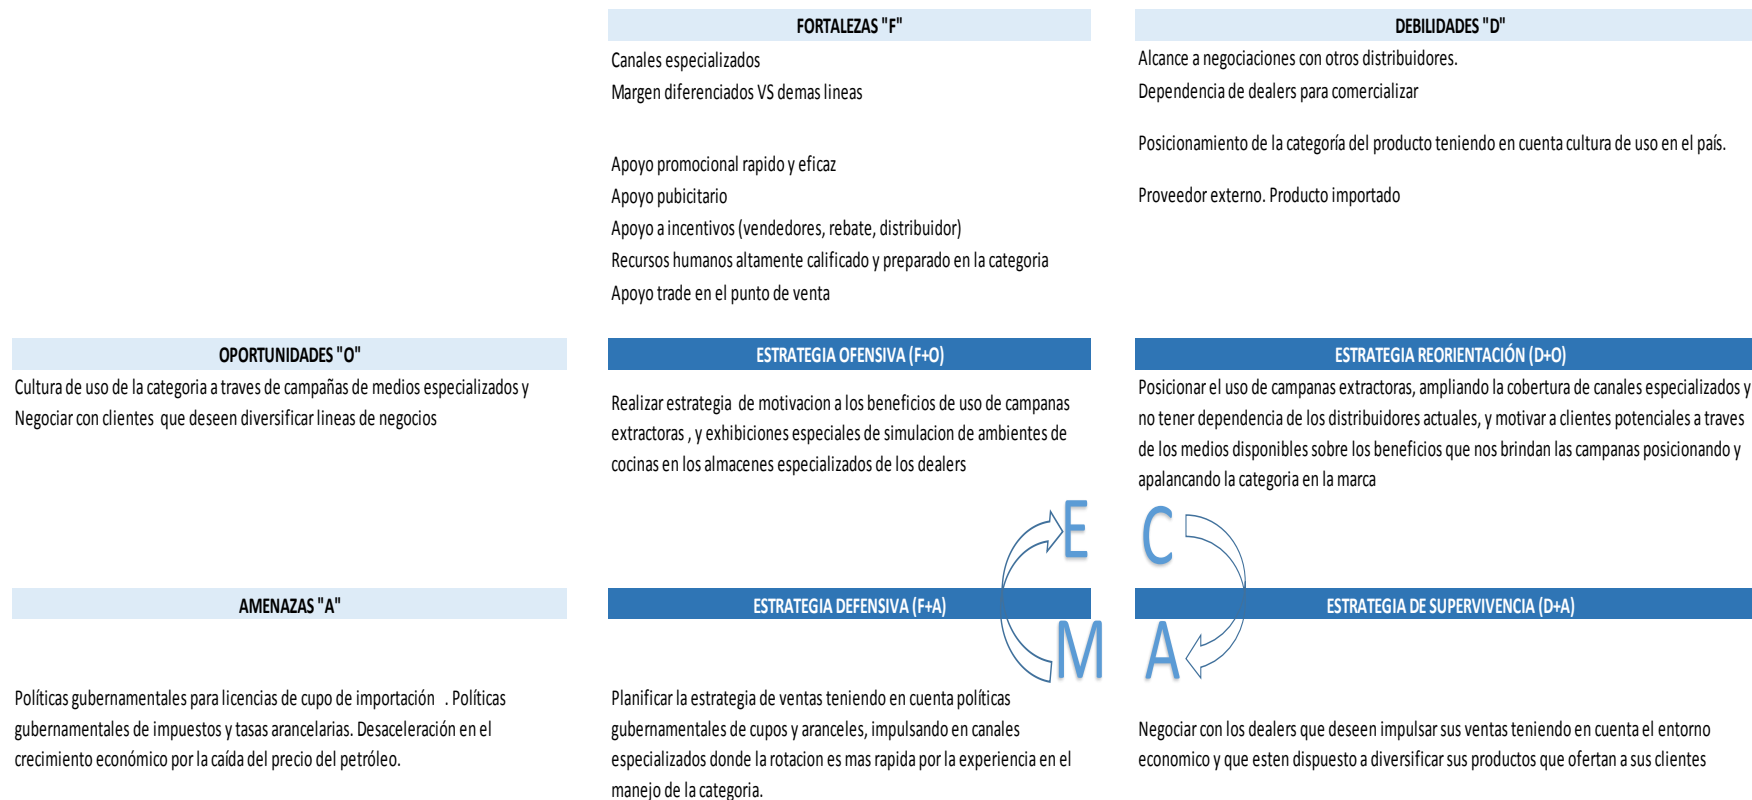 FORTALEZAS "F"
Canales especializados
Margen diferenciados VS demas lineas
Apoyo promocional rapido y eficaz
Apoyo pubicitario
Apoyo a incentivos (vendedores, rebate, distribuidor)
Recursos humanos altamente calificado y preparado en la categoria
Apoyo trade en el punto de venta
DEBILIDADES "D"
Alcance a negociaciones con otros distribuidores.
Dependencia de dealers para comercializar
Posicionamiento de la categoría del producto teniendo en cuenta cultura de uso en el país.
Proveedor externo. Producto importado
OPORTUNIDADES "O"
Cultura de uso de la categoria a traves de campañas de medios especializados y
Negociar con clientes que deseen diversificar lineas de negocios
ESTRATEGIA OFENSIVA (F+O)
Realizar estrategia de motivacion a los beneficios de uso de campanas
extractoras , y exhibiciones especiales de simulacion de ambientes de
cocinas en los almacenes especializados de los dealers
ESTRATEGIA REORIENTACIÓN (D+O)
Posicionar el uso de campanas extractoras, ampliando la cobertura de canales especializados y
no tener dependencia de los distribuidores actuales, y motivar a clientes potenciales a traves
de los medios disponibles sobre los beneficios que nos brindan las campanas posicionando y
apalancando la categoria en la marca
E
C
AMENAZAS "A"
Políticas gubernamentales para licencias de cupo de importación . Políticas
gubernamentales de impuestos y tasas arancelarias. Desaceleración en el
crecimiento económico por la caída del precio del petróleo.
ESTRATEGIA DEFENSIVA (F+A)
M
Planificar la estrategia de ventas teniendo en cuenta políticas
gubernamentales de cupos y aranceles, impulsando en canales
especializados donde la rotacion es mas rapida por la experiencia en el
manejo de la categoria.
ESTRATEGIA DE SUPERVIVENCIA (D+A)
A
Negociar con los dealers que deseen impulsar sus ventas teniendo en cuenta el entorno
economico y que esten dispuesto a diversificar sus productos que ofertan a sus clientes